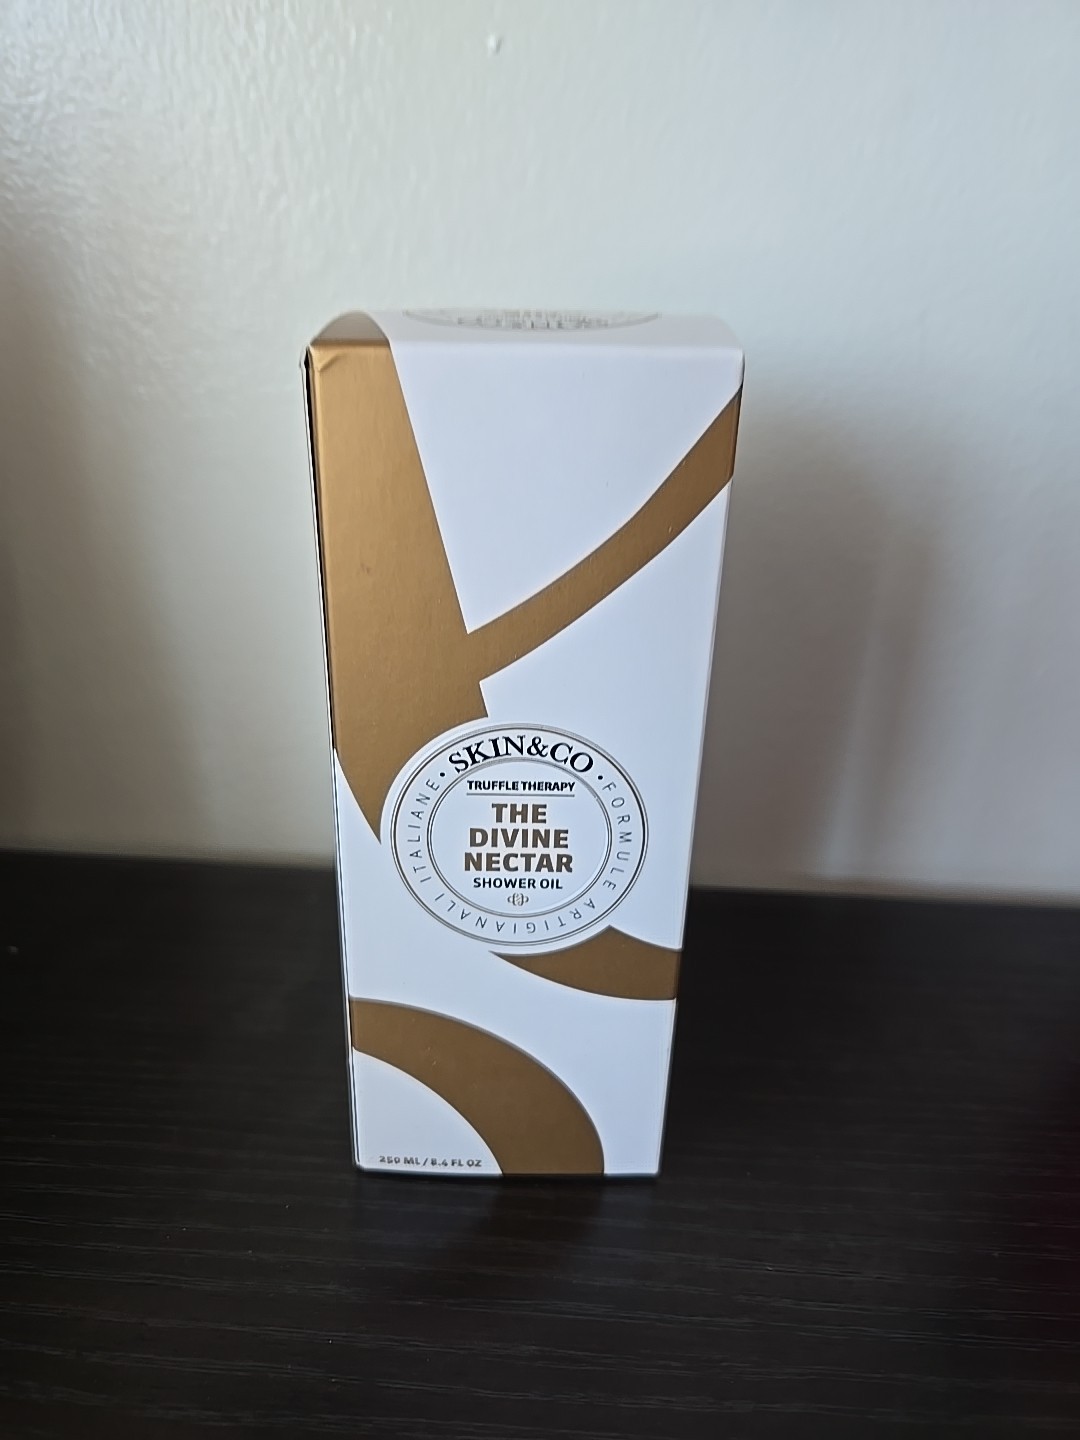 SKIN&CO
TRUFFLE THERAPY
THE
DIVINE
NECTAR
SHOWER OIL
• FORMULE ARTIGIANALI ITALIANE •
250 ML / 8.4 FL OZ